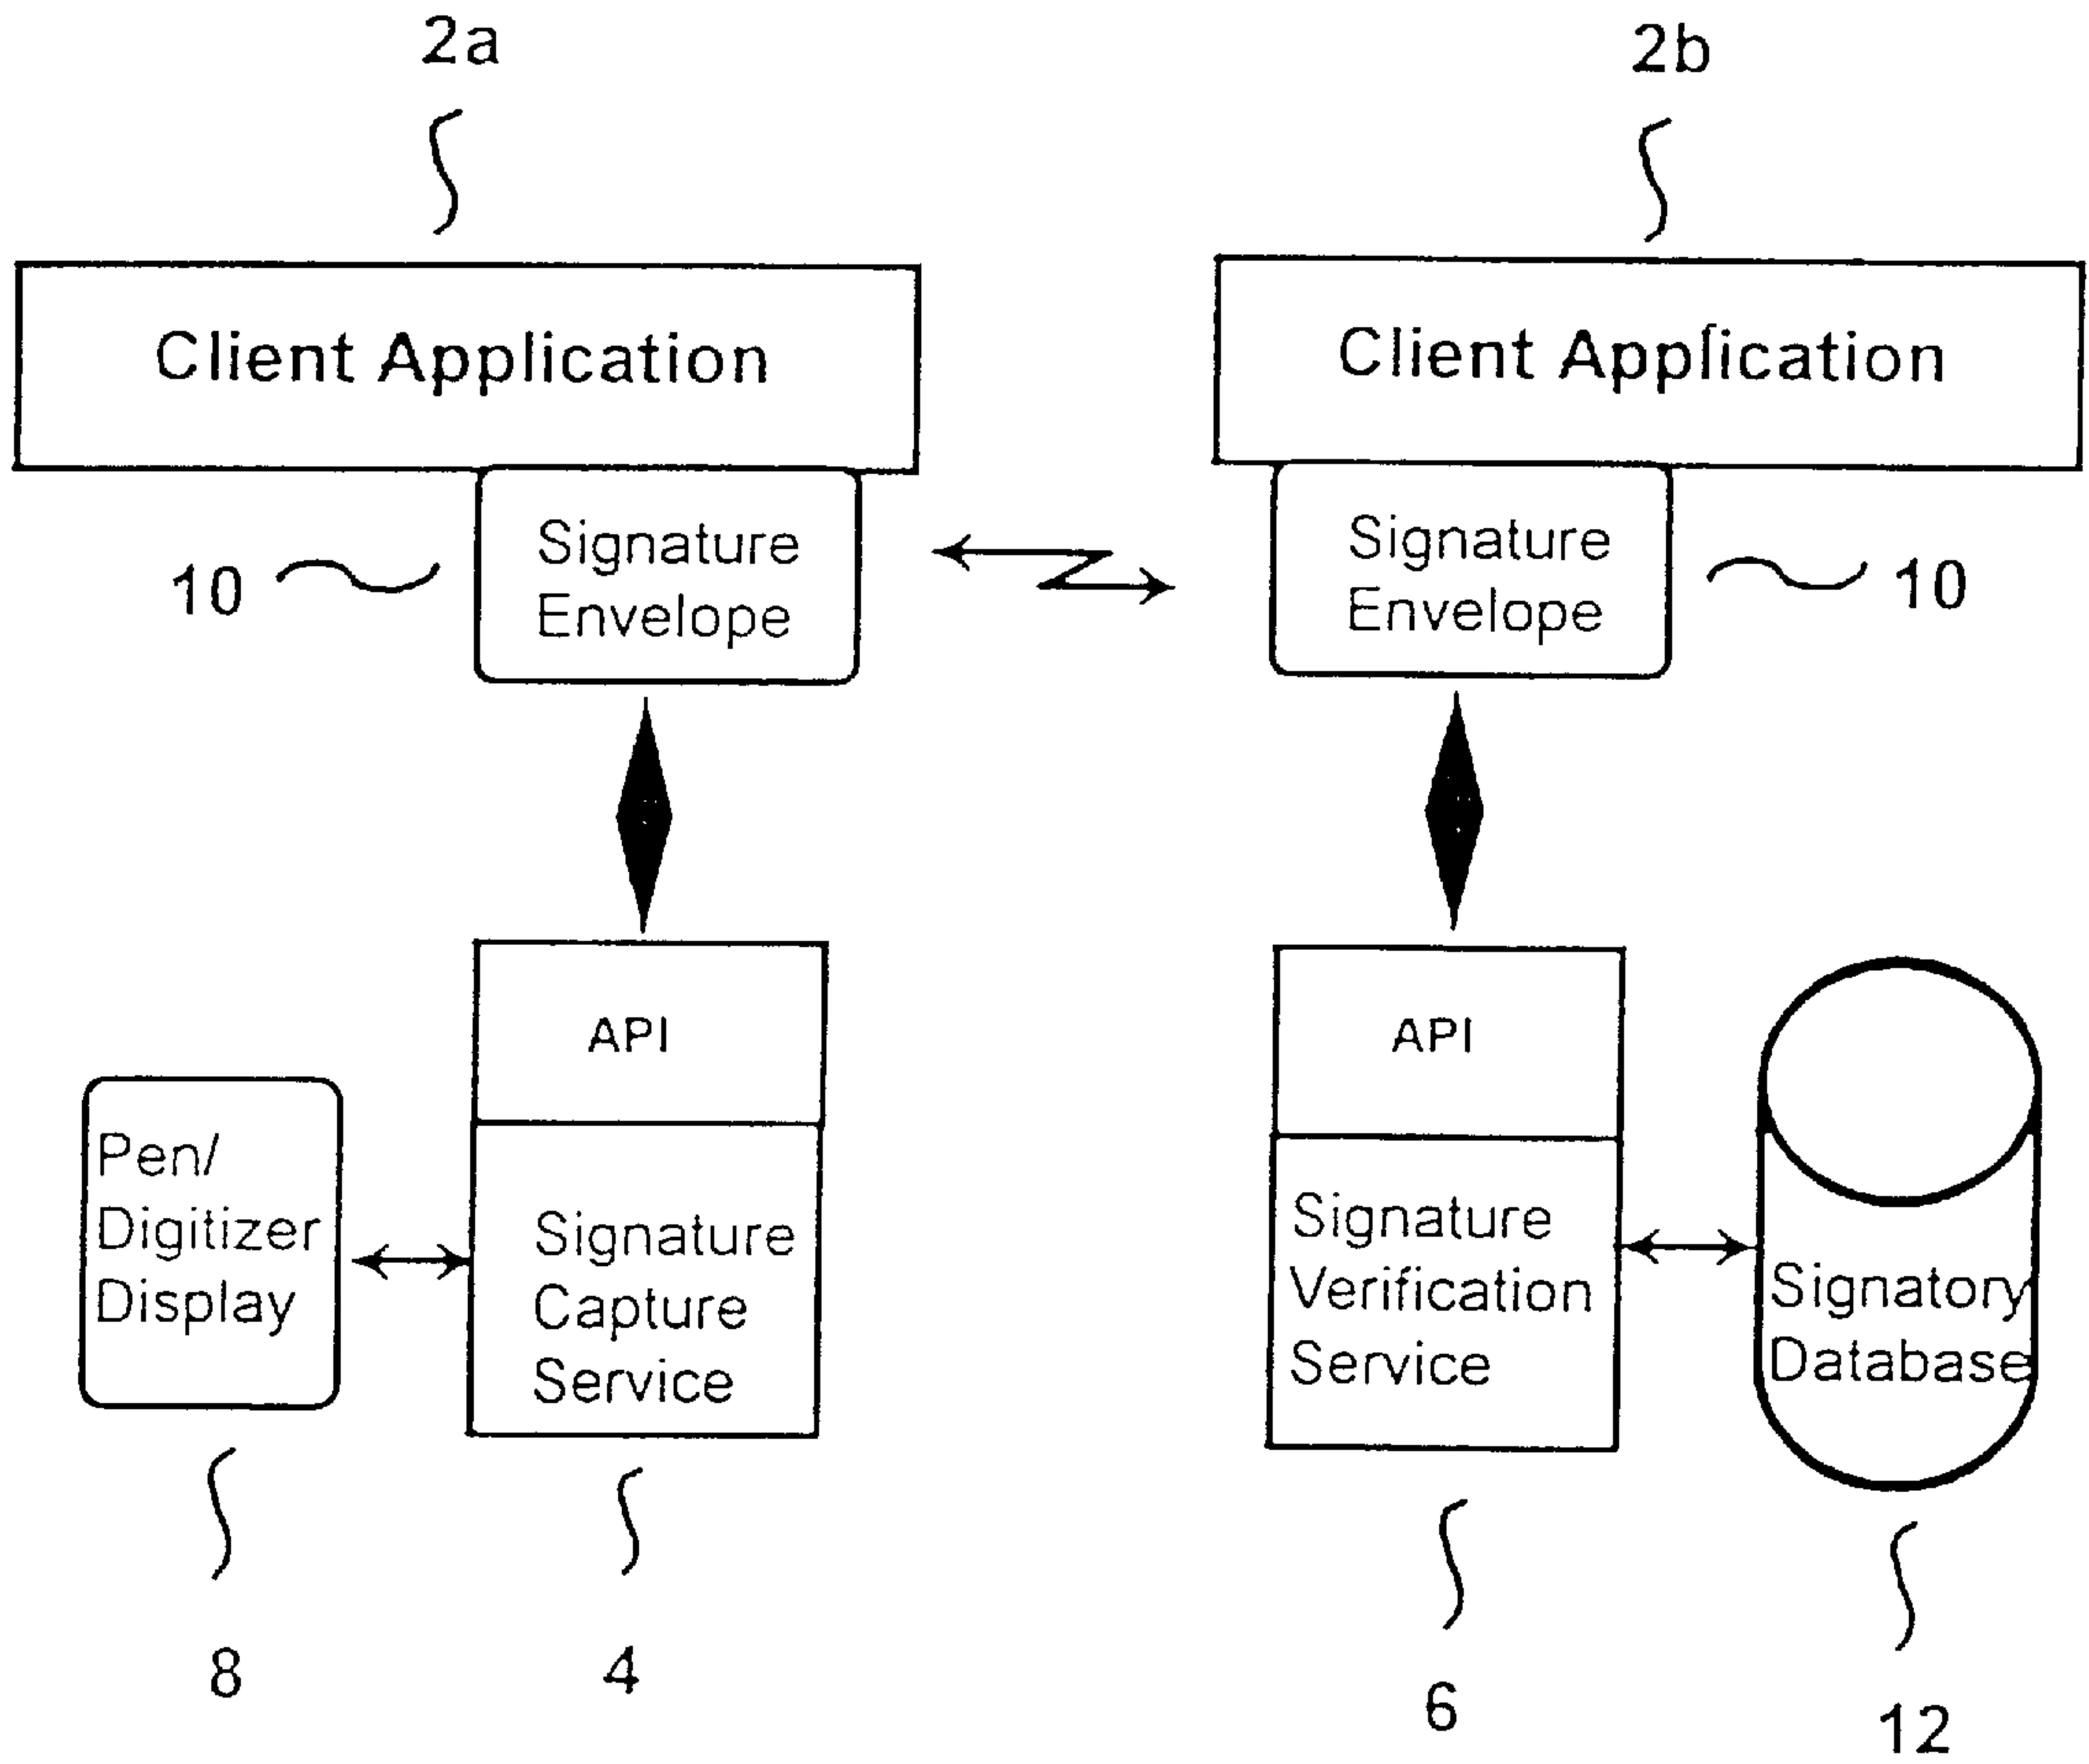 2a
2b
Client Application
Client Application
Signature
Envelope
10
Signature
Envelope
10
API
API
Pen/
Digitizer
Display
Signature
Capture
Service
Signature
Verification
Service
Signatory
Database
8
4
6
12